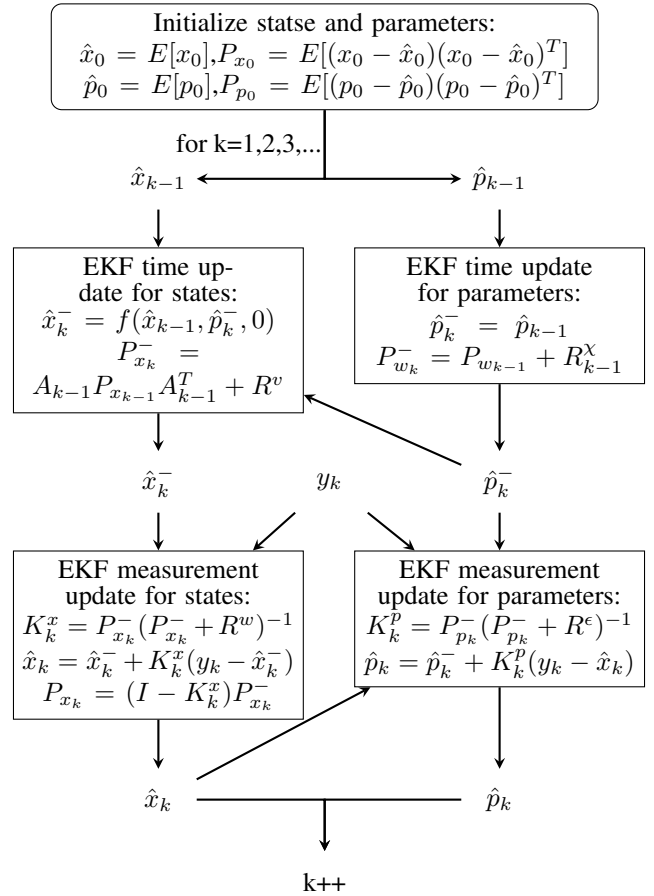 Initialize statse and parameters:
$\hat{x}_0 = E[x_0], P_{x_0} = E[(x_0 - \hat{x}_0)(x_0 - \hat{x}_0)^T]$
$\hat{p}_0 = E[p_0], P_{p_0} = E[(p_0 - \hat{p}_0)(p_0 - \hat{p}_0)^T]$
for k=1,2,3,...
$\hat{x}_{k-1}$
$\hat{p}_{k-1}$
EKF time up-
date for states:
$\hat{x}_k^- = f(\hat{x}_{k-1}, \hat{p}_k^-, 0)$
$P_{x_k}^- =$
$A_{k-1} P_{x_{k-1}} A_{k-1}^T + R^v$
EKF time update
for parameters:
$\hat{p}_k^- = \hat{p}_{k-1}$
$P_{w_k}^- = P_{w_{k-1}} + R_{k-1}^{\chi}$
$\hat{x}_k^-$
$y_k$
$\hat{p}_k^-$
EKF measurement
update for states:
$K_k^x = P_{x_k}^- (P_{x_k}^- + R^w)^{-1}$
$\hat{x}_k = \hat{x}_k^- + K_k^x (y_k - \hat{x}_k^-)$
$P_{x_k} = (I - K_k^x) P_{x_k}^-$
EKF measurement
update for parameters:
$K_k^p = P_{p_k}^- (P_{p_k}^- + R^{\epsilon})^{-1}$
$\hat{p}_k = \hat{p}_k^- + K_k^p (y_k - \hat{x}_k)$
$\hat{x}_k$
$\hat{p}_k$
k++